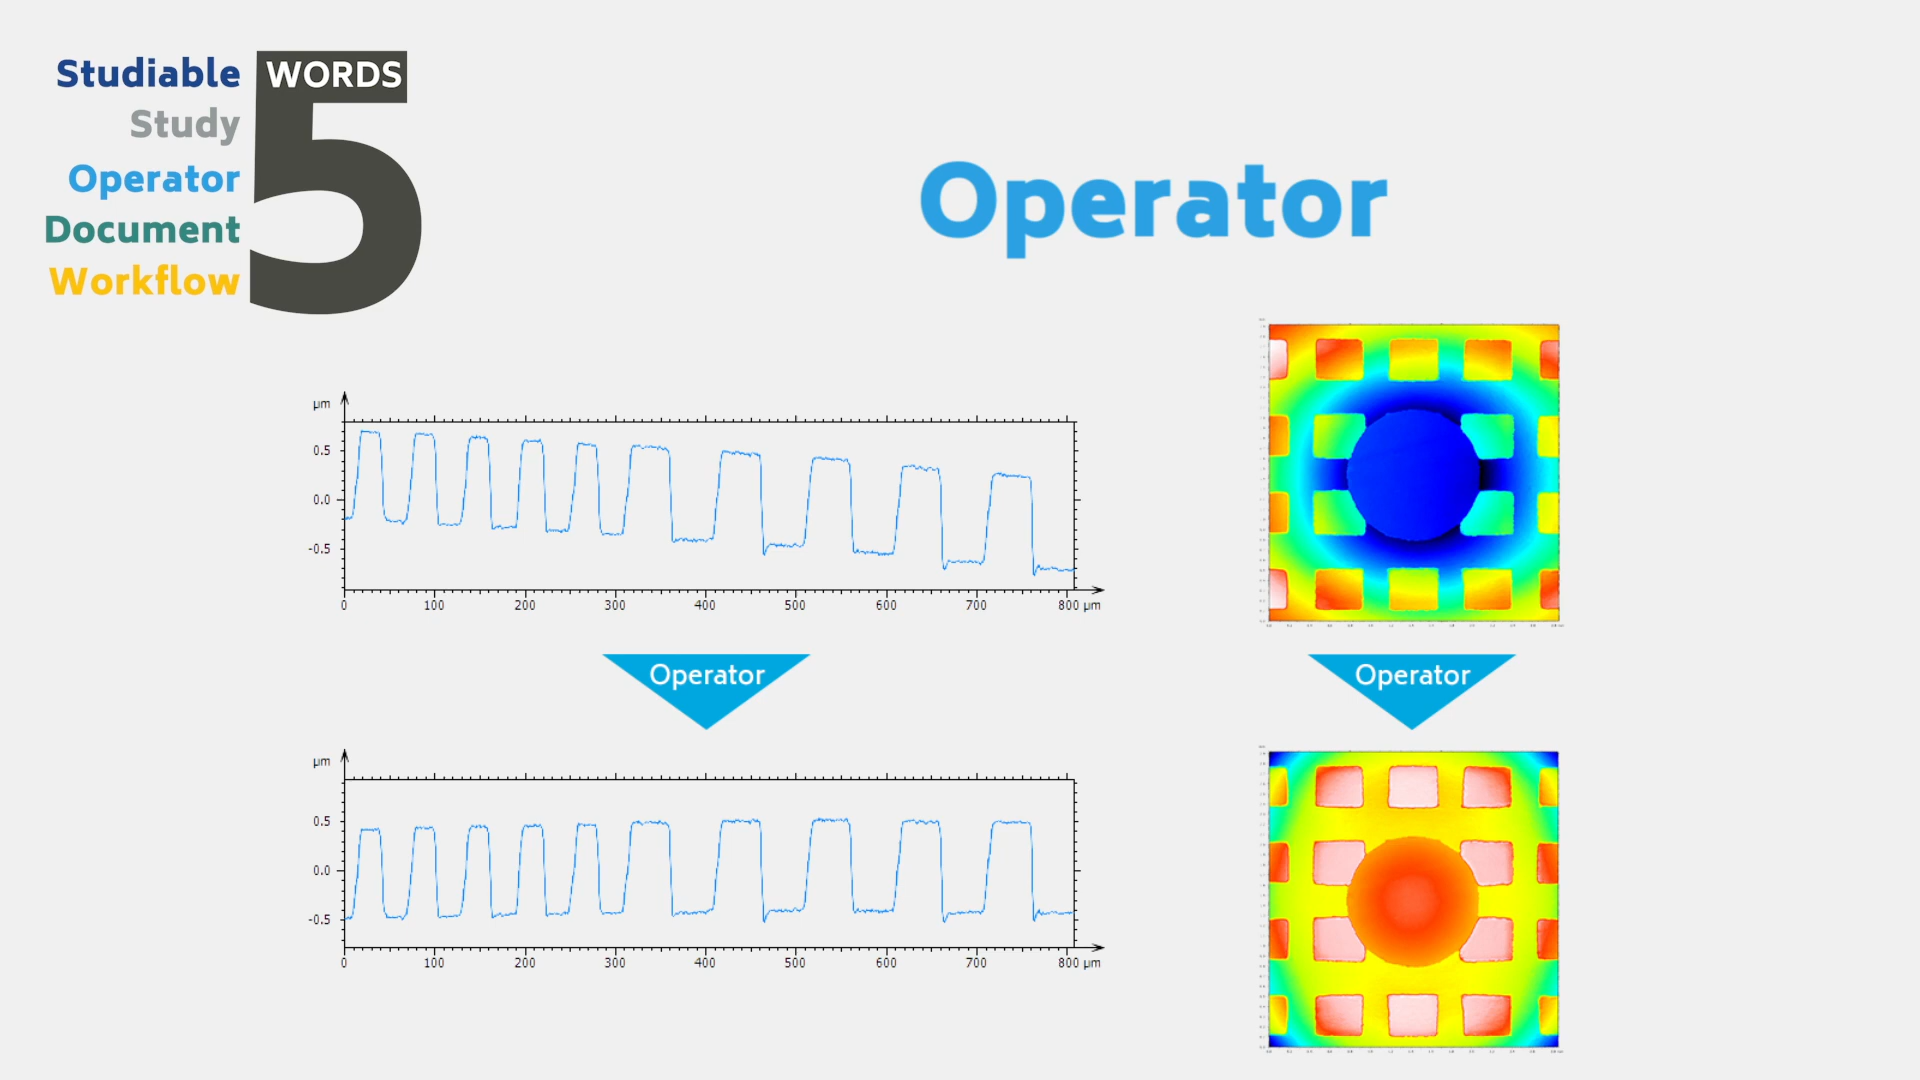 Studiable
Study
Operator
Document
Workflow
WORDS
5
Operator
µm
0.5
0.0
-0.5
0 100 200 300 400 500 600 700 800 µm
Operator
Operator
µm
0.5
0.0
-0.5
0 100 200 300 400 500 600 700 800 µm